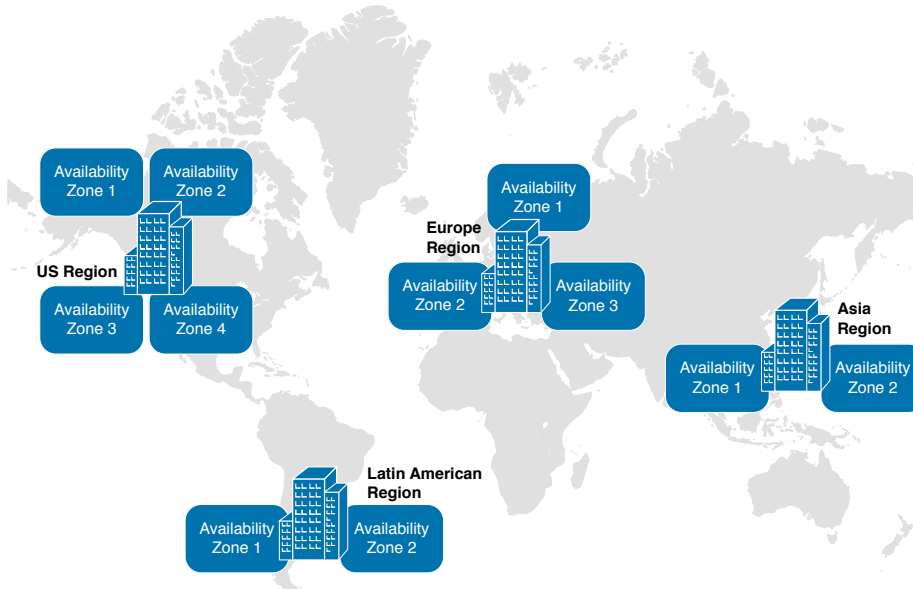 Availability
Zone 1
Availability
Zone 2
US Region
Availability
Zone 3
Availability
Zone 4
Availability
Zone 1
Europe
Region
Availability
Zone 2
Availability
Zone 3
Asia
Region
Availability
Zone 1
Availability
Zone 2
Latin American
Region
Availability
Zone 1
Availability
Zone 2